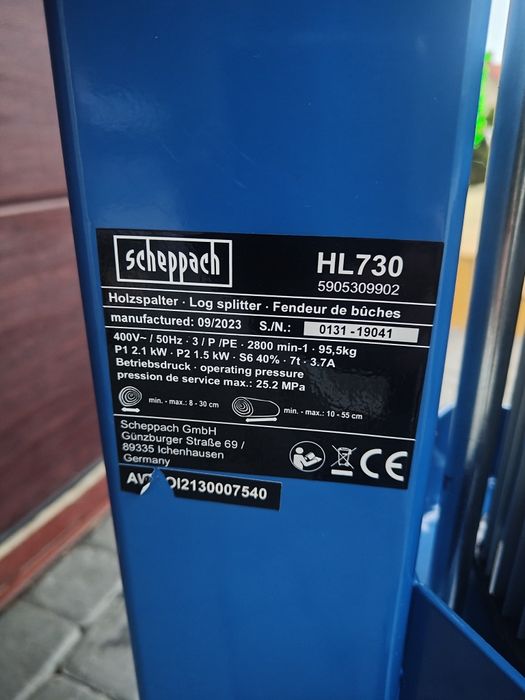 scheppach
HL730
5905309902
Holzspalter · Log splitter · Fendeur de bûches
manufactured: 09/2023 S./N.: 0131 -19041
400V~ / 50Hz · 3 / P /PE · 2800 min-1 · 95,5kg
P1 2.1 kW · P2 1.5 kW · S6 40% · 7t · 3.7A
Betriebsdruck · operating pressure
pression de service max.: 25.2 MPa
min. - max.: 8 - 30 cm
min. - max.: 10 - 55 cm
Scheppach GmbH
Günzburger Straße 69 /
89335 Ichenhausen
Germany
CE